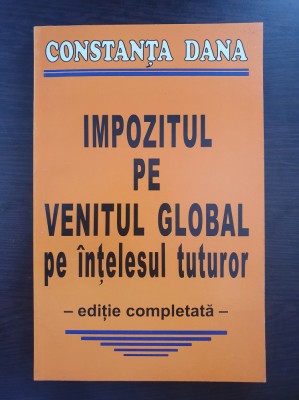 CONSTANȚA DANA
IMPOZITUL
PE
VENITUL GLOBAL
pe înțelesul tuturor
– ediție completată –